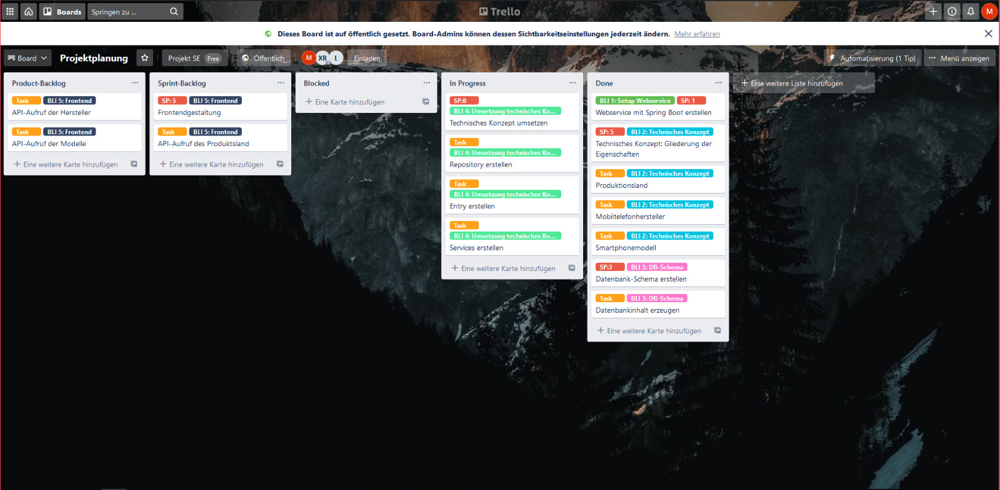 Boards
Springen zu ...
Trello
M
Dieses Board ist auf öffentlich gesetzt. Board-Admins können dessen Sichtbarkeitseinstellungen jederzeit ändern. Mehr erfahren
Board
Projektplanung
Projekt SE Free
Öffentlich
M XB L
Einladen
Automatisierung (1 Tip)
Menü anzeigen
Product-Backlog
Task BLI 5: Frontend
API-Aufruf der Hersteller
Task BLI 5: Frontend
API-Aufruf der Modelle
Eine weitere Karte hinzufügen
Sprint-Backlog
SP: 5 BLI 5: Frontend
Frontendgestaltung
Task BLI 5: Frontend
API-Aufruf des Produktsland
Eine weitere Karte hinzufügen
Blocked
Eine Karte hinzufügen
In Progress
SP:8
BLI 4: Umsetzung technisches Ko...
Technisches Konzept umsetzen
Task
BLI 4: Umsetzung technisches Ko...
Repository erstellen
Task
BLI 4: Umsetzung technisches Ko...
Entry erstellen
Task
BLI 4: Umsetzung technisches Ko...
Services erstellen
Eine weitere Karte hinzufügen
Done
BLI 1: Setup Webservice SP: 1
Webservice mit Spring Boot erstellen
SP: 5 BLI 2: Technisches Konzept
Technisches Konzept: Gliederung der
Eigenschaften
Task BLI 2: Technisches Konzept
Produktionsland
Task BLI 2: Technisches Konzept
Mobiltelefonhersteller
Task BLI 2: Technisches Konzept
Smartphonemodell
SP:3 BLI 3: DB-Schema
Datenbank-Schema erstellen
Task BLI 3: DB-Schema
Datenbankinhalt erzeugen
Eine weitere Karte hinzufügen
Eine weitere Liste hinzufügen